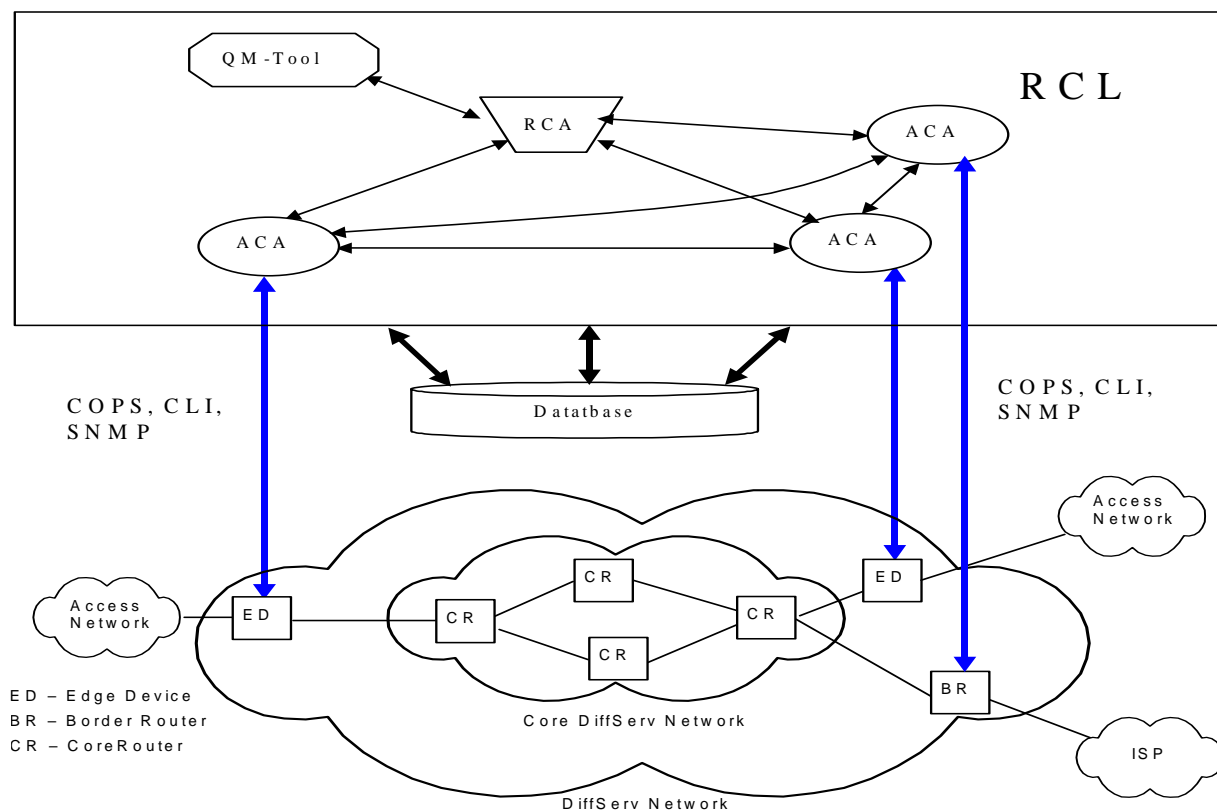 QM-Tool
RCL
RCA
ACA
ACA
ACA
COPS, CLI,
SNMP
COPS, CLI,
SNMP
Datatbase
Access
Network
CR
ED
Access
Network
ED
CR
CR
CR
BR
ED – Edge Device
BR – Border Router
CR – CoreRouter
Core DiffServ Network
ISP
DiffServ Network